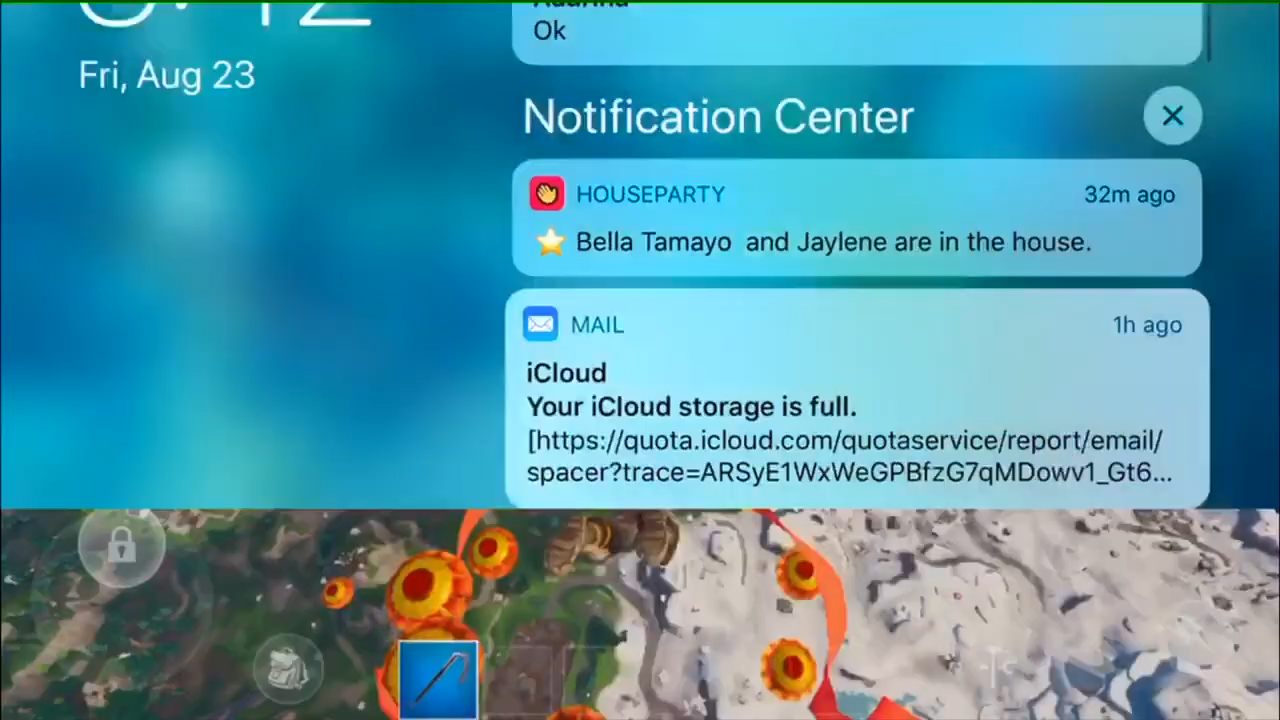 Ok
Fri, Aug 23
Notification Center
HOUSEPARTY
32m ago
Bella Tamayo and Jaylene are in the house.
MAIL
1h ago
iCloud
Your iCloud storage is full.
[https://quota.icloud.com/quotaservice/report/email/
spacer?trace=ARSyE1WxWeGPBfzG7qMDowv1_Gt6...